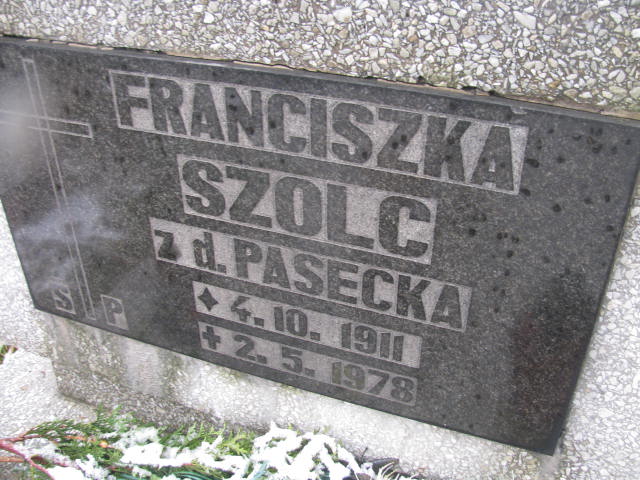 FRANCISZKA
SZOLC
z d. PASECKA
✦ 4. 10. 1911
✝ 2. 5. 1978
S P